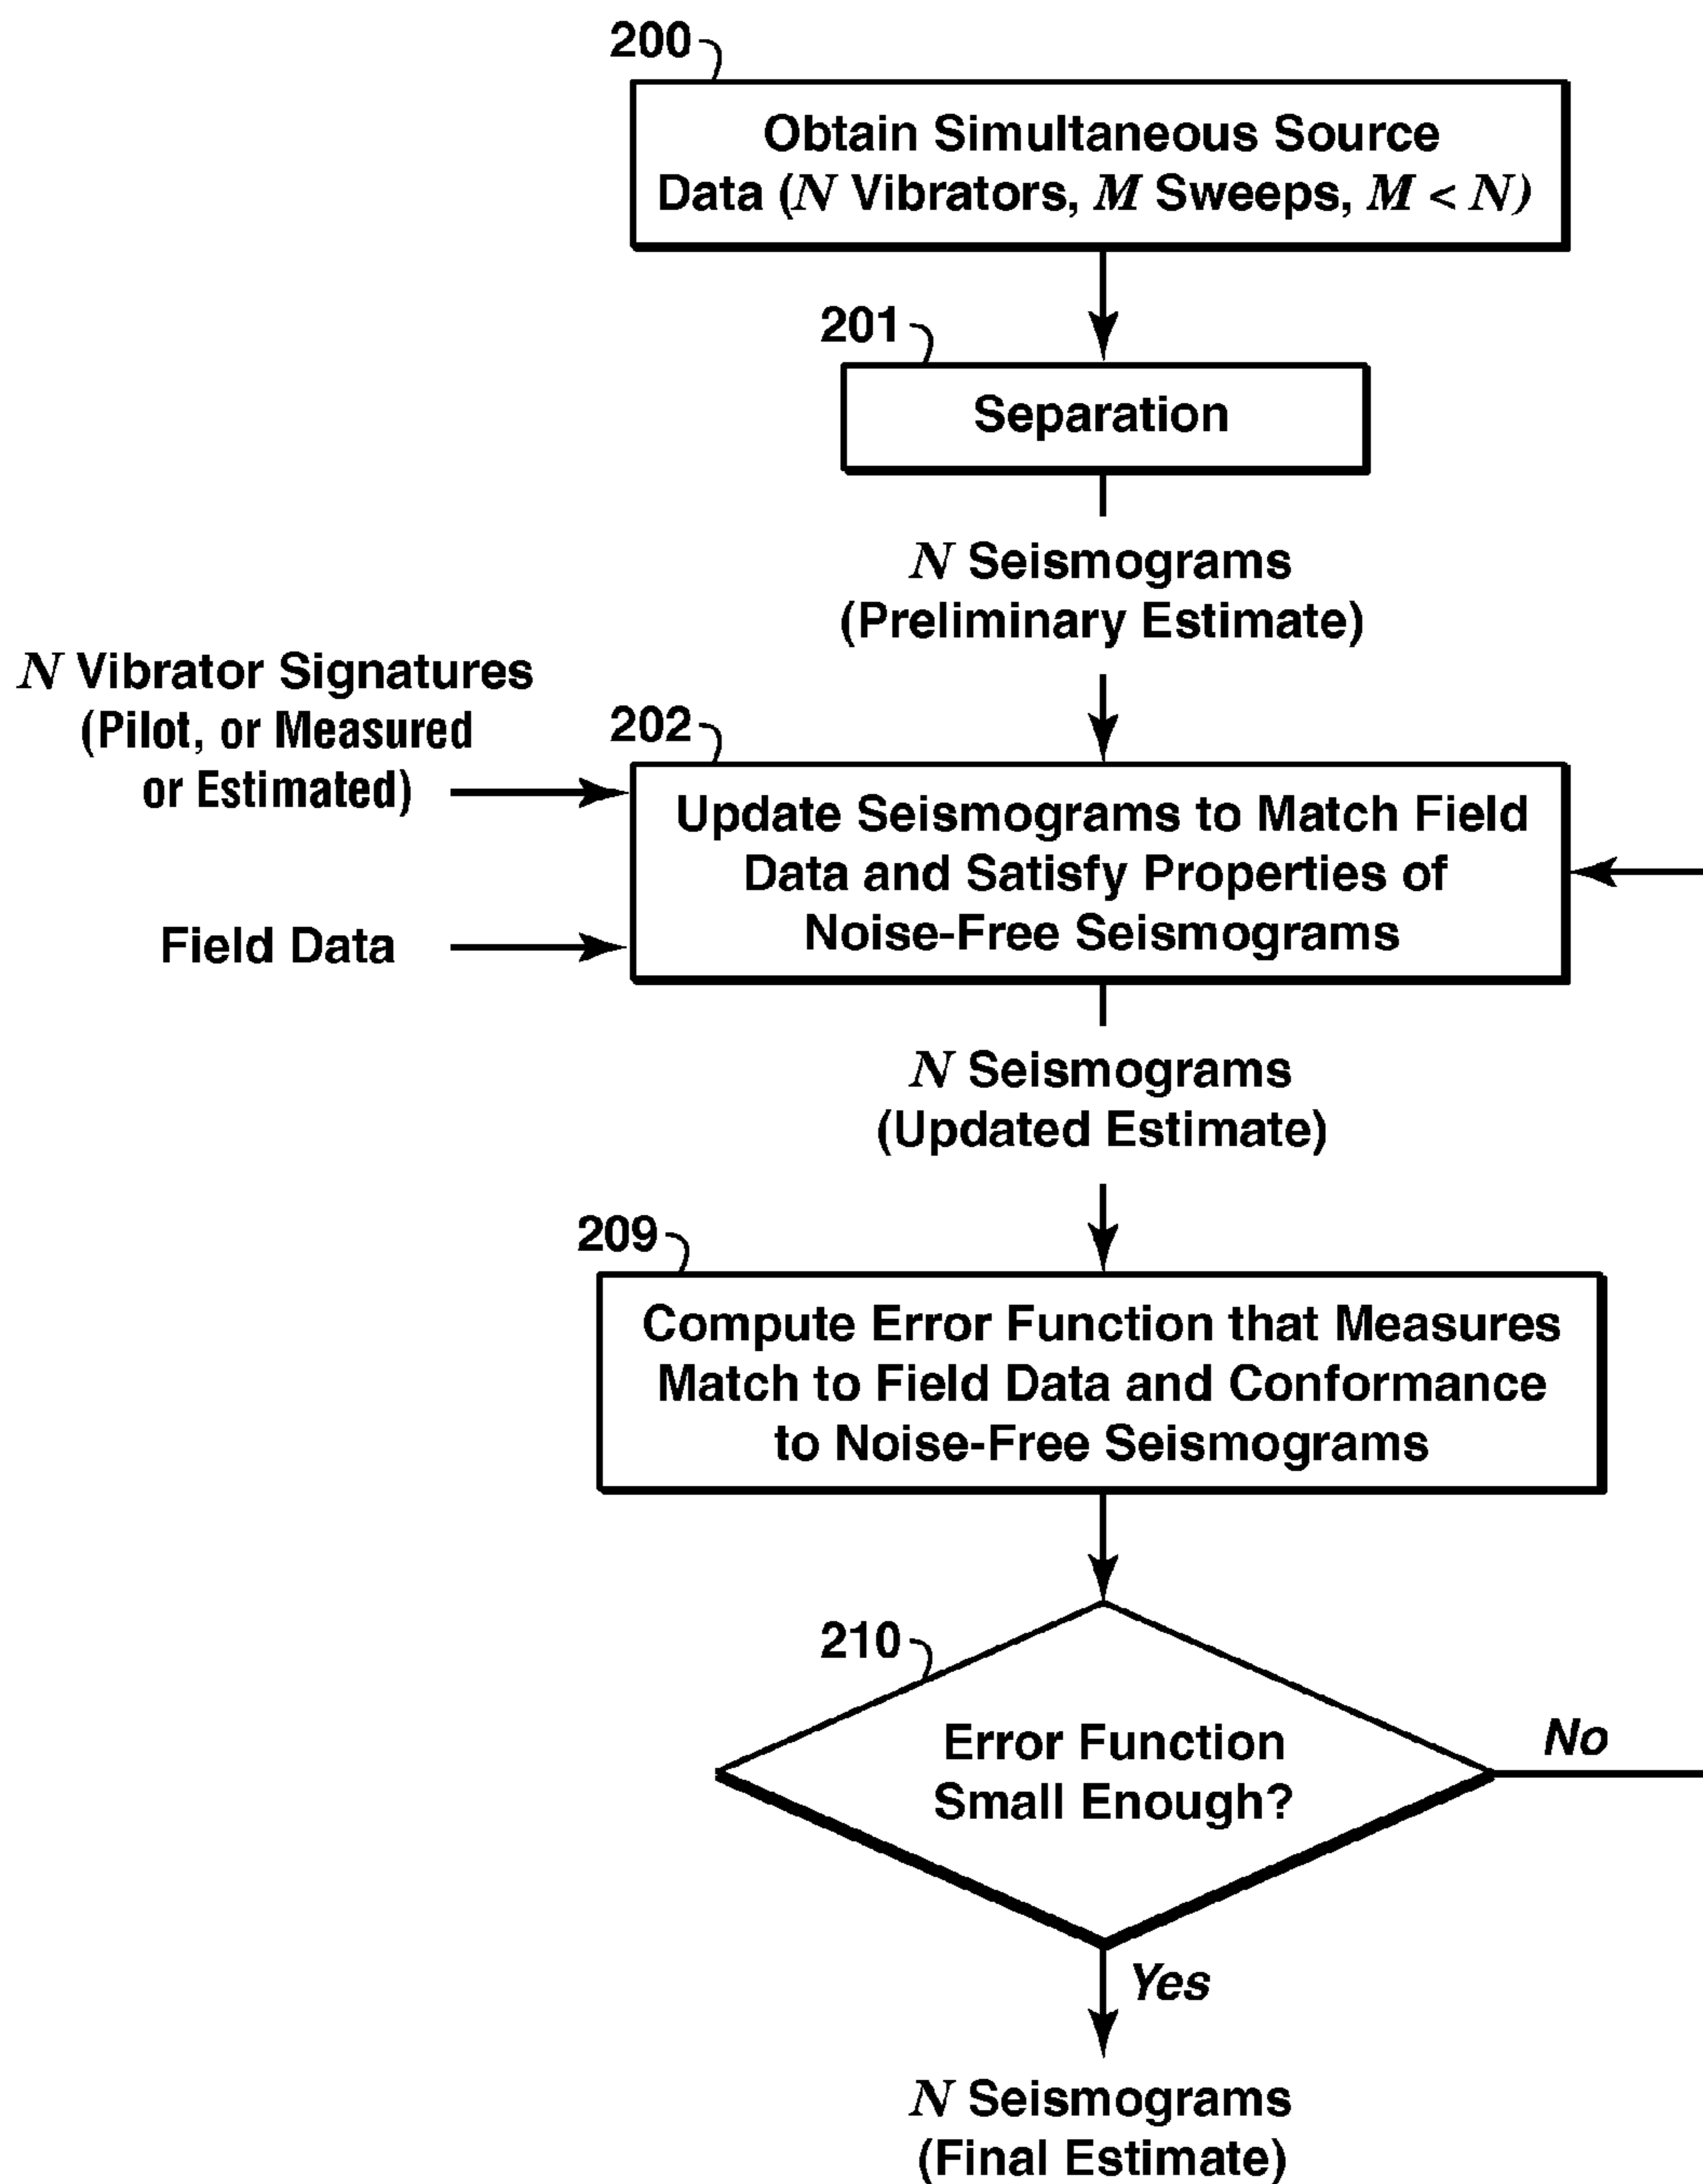 200
Obtain Simultaneous Source
Data (N Vibrators, M Sweeps, M < N)
201
Separation
N Seismograms
(Preliminary Estimate)
N Vibrator Signatures
(Pilot, or Measured
or Estimated)
Field Data
202
Update Seismograms to Match Field
Data and Satisfy Properties of
Noise-Free Seismograms
N Seismograms
(Updated Estimate)
209
Compute Error Function that Measures
Match to Field Data and Conformance
to Noise-Free Seismograms
210
Error Function
Small Enough?
No
Yes
N Seismograms
(Final Estimate)